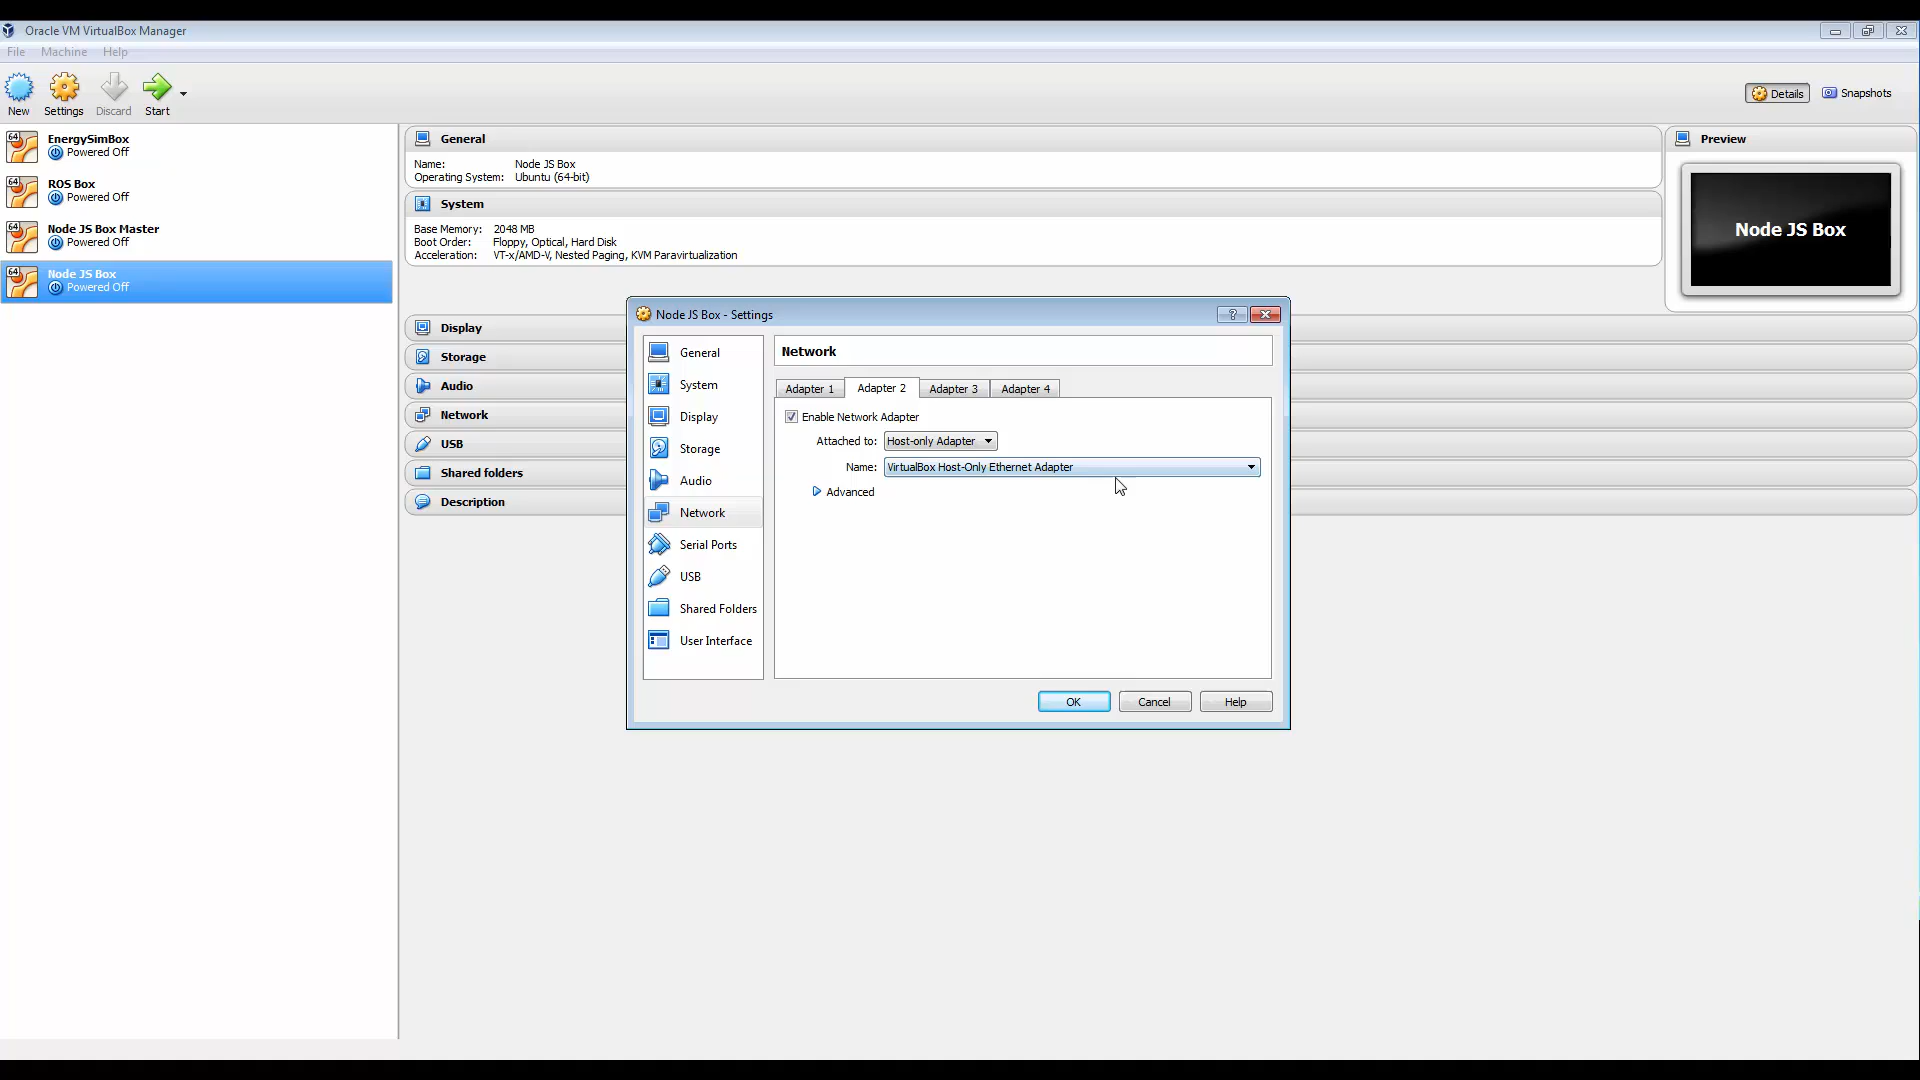 Oracle VM VirtualBox Manager
File Machine Help
New Settings Discard Start
Details Snapshots
64 EnergySimBox
Powered Off
64 ROS Box
Powered Off
64 Node JS Box Master
Powered Off
64 Node JS Box
Powered Off
General
Name: Node JS Box
Operating System: Ubuntu (64-bit)
System
Base Memory: 2048 MB
Boot Order: Floppy, Optical, Hard Disk
Acceleration: VT-x/AMD-V, Nested Paging, KVM Paravirtualization
Preview
Node JS Box
Display
Storage
Audio
Network
USB
Shared folders
Description
Node JS Box - Settings
?
General
System
Display
Storage
Audio
Network
Serial Ports
USB
Shared Folders
User Interface
Network
Adapter 1 Adapter 2 Adapter 3 Adapter 4
Enable Network Adapter
Attached to: Host-only Adapter
Name: VirtualBox Host-Only Ethernet Adapter
Advanced
OK Cancel Help